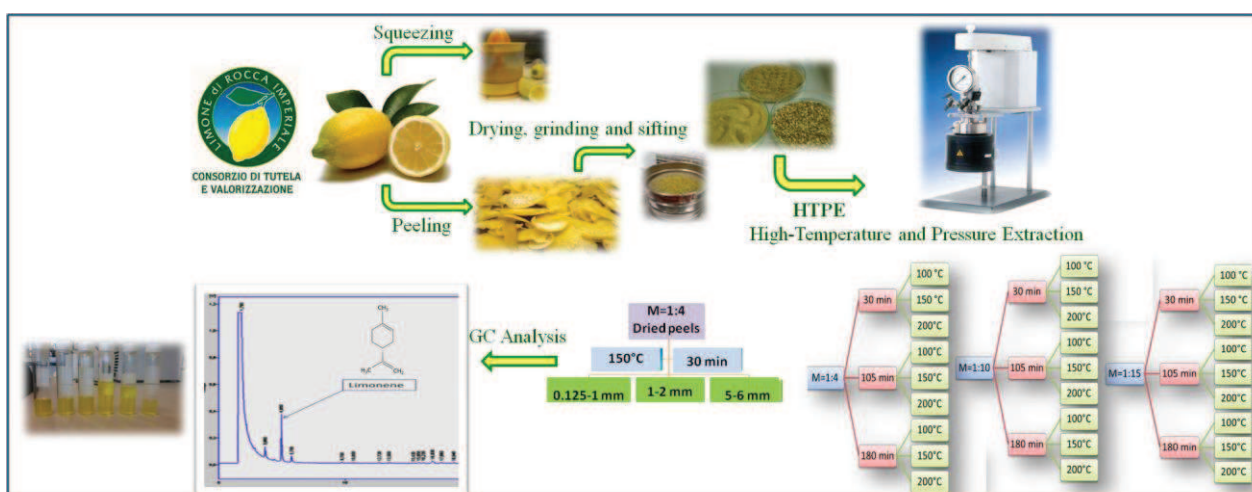 Squeezing
LIMONE di ROCCA IMPERIALE
CONSORZIO DI TUTELA
E VALORIZZAZIONE
Drying, grinding and sifting
Peeling
HTPE
High-Temperature and Pressure Extraction
CH₃
Limonene
GC Analysis
M=1:4
Dried peels
150°C
30 min
0.125-1 mm
1-2 mm
5-6 mm
M=1:4
30 min
100 °C
150°C
200°C
105 min
100°C
150°C
200°C
180 min
100°C
150°C
200°C
M=1:10
30 min
100 °C
150 °C
200°C
105 min
100°C
150°C
200°C
180 min
100°C
150°C
200°C
M=1:15
30 min
100 °C
150°C
200°C
105 min
100°C
150°C
200°C
180 min
100°C
150°C
200°C